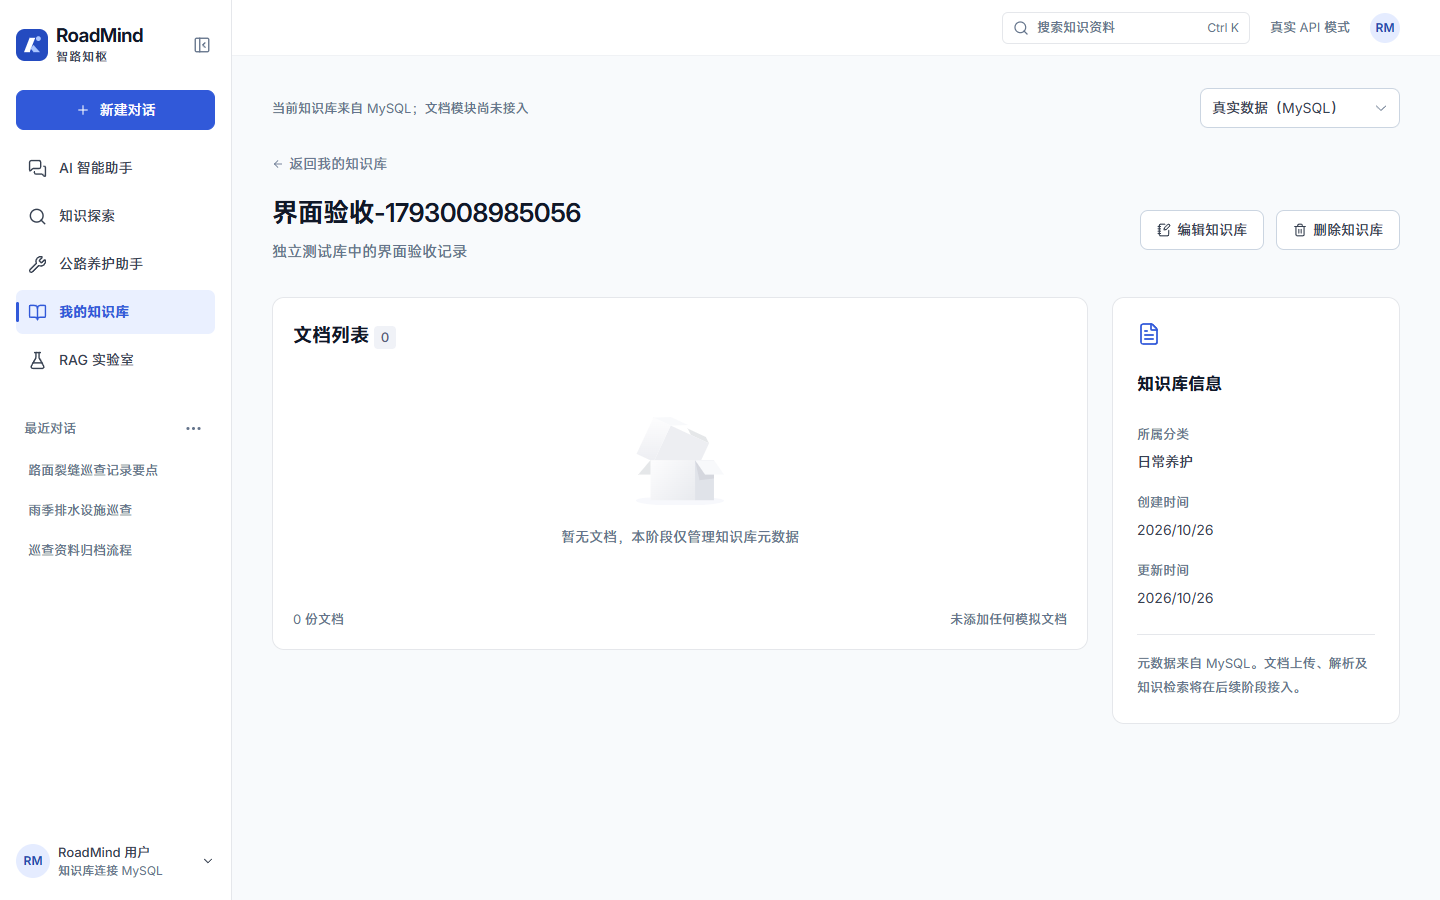 RoadMind
智路知枢
新建对话
AI 智能助手
知识探索
公路养护助手
我的知识库
RAG 实验室
最近对话
路面裂缝巡查记录要点
雨季排水设施巡查
巡查资料归档流程
RM
RoadMind 用户
知识库连接 MySQL
搜索知识资料
Ctrl K
真实 API 模式
RM
当前知识库来自 MySQL；文档模块尚未接入
真实数据（MySQL）
返回我的知识库
界面验收-1793008985056
独立测试库中的界面验收记录
编辑知识库
删除知识库
文档列表 0
暂无文档，本阶段仅管理知识库元数据
0 份文档
未添加任何模拟文档
知识库信息
所属分类
日常养护
创建时间
2026/10/26
更新时间
2026/10/26
元数据来自 MySQL。文档上传、解析及
知识检索将在后续阶段接入。